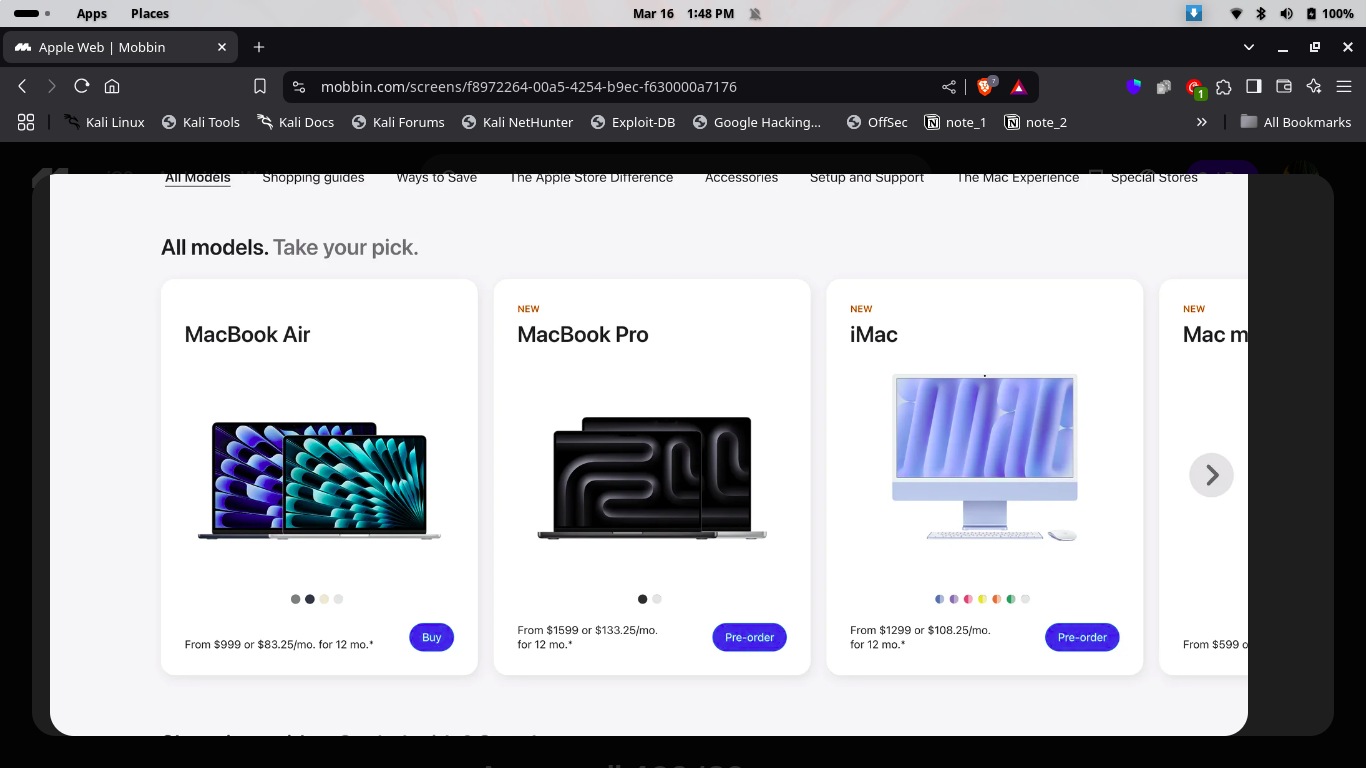 Apps
Places
Mar 16 1:48 PM
100%
Apple Web | Mobbin
mobbin.com/screens/f8972264-00a5-4254-b9ec-f630000a7176
7
1
Kali Linux
Kali Tools
Kali Docs
Kali Forums
Kali NetHunter
Exploit-DB
Google Hacking...
OffSec
note_1
note_2
All Bookmarks
All Models
Shopping guides
Ways to Save
The Apple Store Difference
Accessories
Setup and Support
The Mac Experience
Special Stores
All models. Take your pick.
MacBook Air
From $999 or $83.25/mo. for 12 mo.*
Buy
NEW
MacBook Pro
From $1599 or $133.25/mo.
for 12 mo.*
Pre-order
NEW
iMac
From $1299 or $108.25/mo.
for 12 mo.*
Pre-order
NEW
Mac m
From $599 o